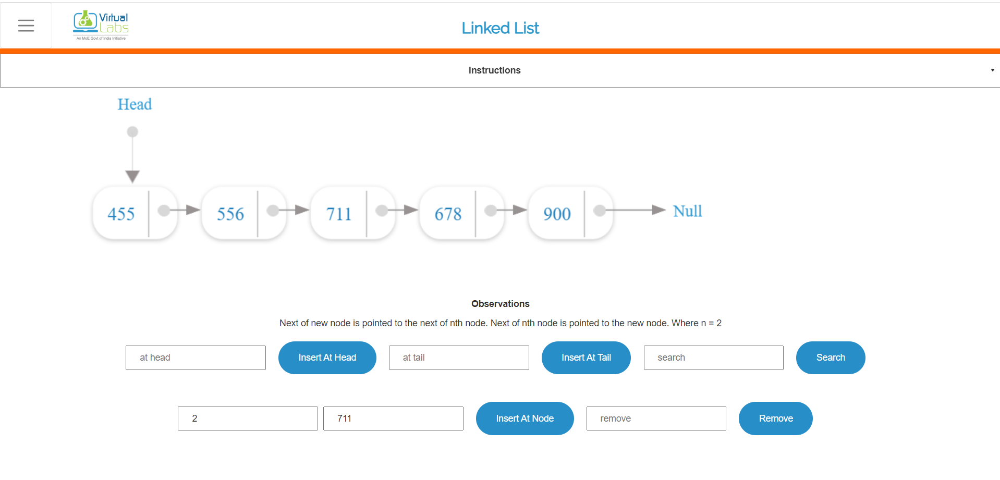 Virtual
Labs
An MoE Govt of India Initiative
Linked List
Instructions
Head
455 556 711 678 900 Null
Observations
Next of new node is pointed to the next of nth node. Next of nth node is pointed to the new node. Where n = 2
at head Insert At Head at tail Insert At Tail search Search
2 711 Insert At Node remove Remove